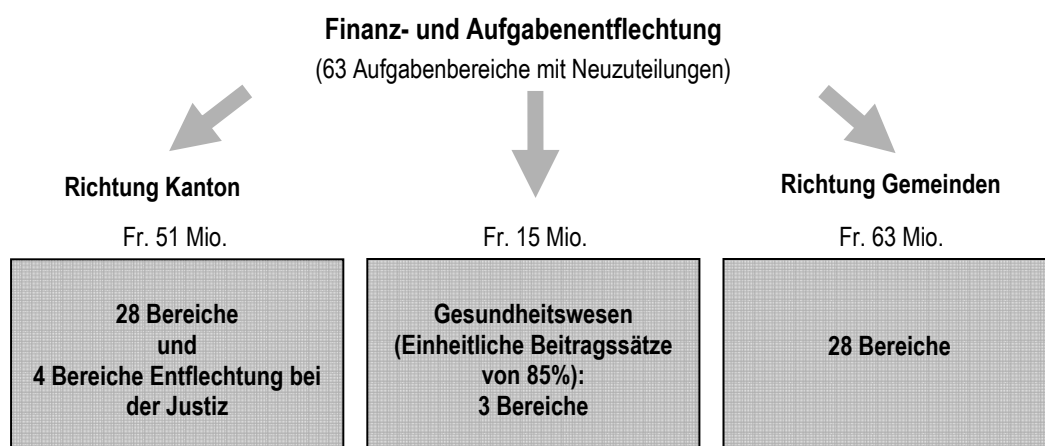 Finanz- und Aufgabenentflechtung
(63 Aufgabenbereiche mit Neuzuteilungen)
Richtung Kanton
Fr. 51 Mio.
28 Bereiche
und
4 Bereiche Entflechtung bei
der Justiz
Fr. 15 Mio.
Gesundheitswesen
(Einheitliche Beitragssätze
von 85%):
3 Bereiche
Richtung Gemeinden
Fr. 63 Mio.
28 Bereiche